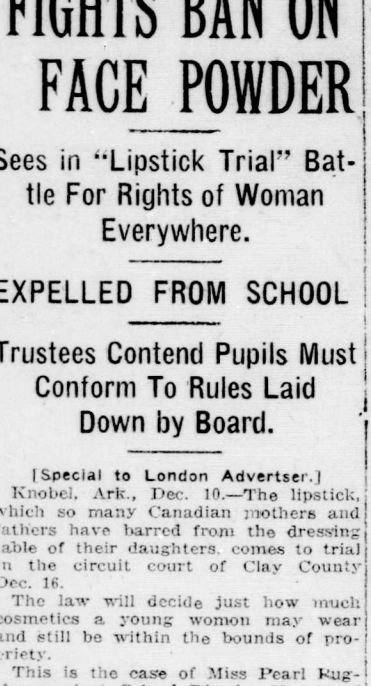 FIGHTS BAN ON
FACE POWDER
Sees in "Lipstick Trial" Bat-
tle For Rights of Woman
Everywhere.
EXPELLED FROM SCHOOL
Trustees Contend Pupils Must
Conform To Rules Laid
Down by Board.
[Special to London Advertser.]
Knobel, Ark., Dec. 10.—The lipstick,
which so many Canadian mothers and
fathers have barred from the dressing
table of their daughters. comes to trial
in the circuit court of Clay County
Dec. 16.
The law will decide just how much
cosmetics a young womon may wear
and still be within the bounds of pro-
priety.
This is the case of Miss Pearl Pug-